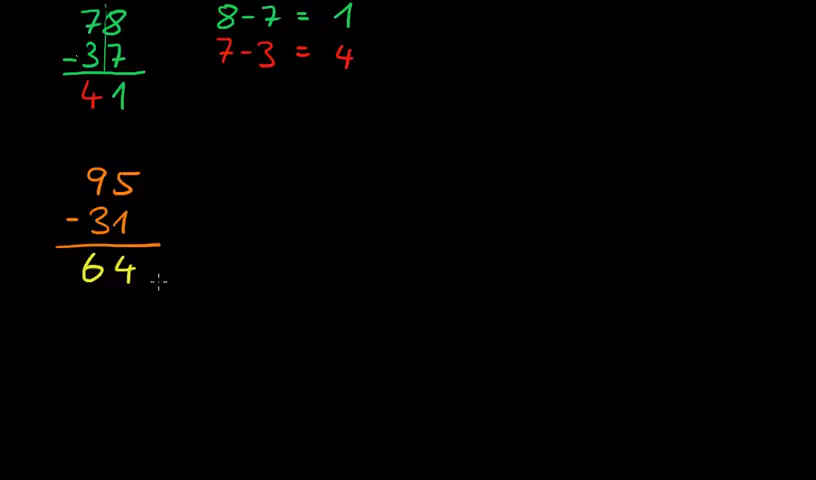 78 8-7 = 1
-37 7-3 = 4
41
95
-31
64